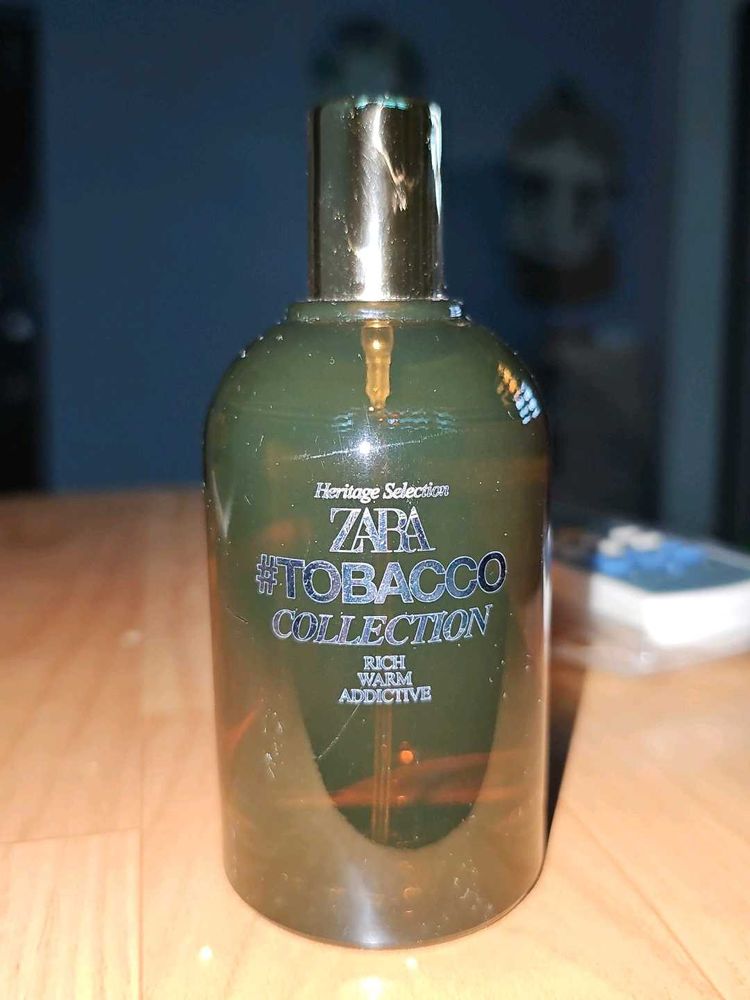 Heritage Selection
ZARA
#TOBACCO
COLLECTION
RICH
WARM
ADDICTIVE